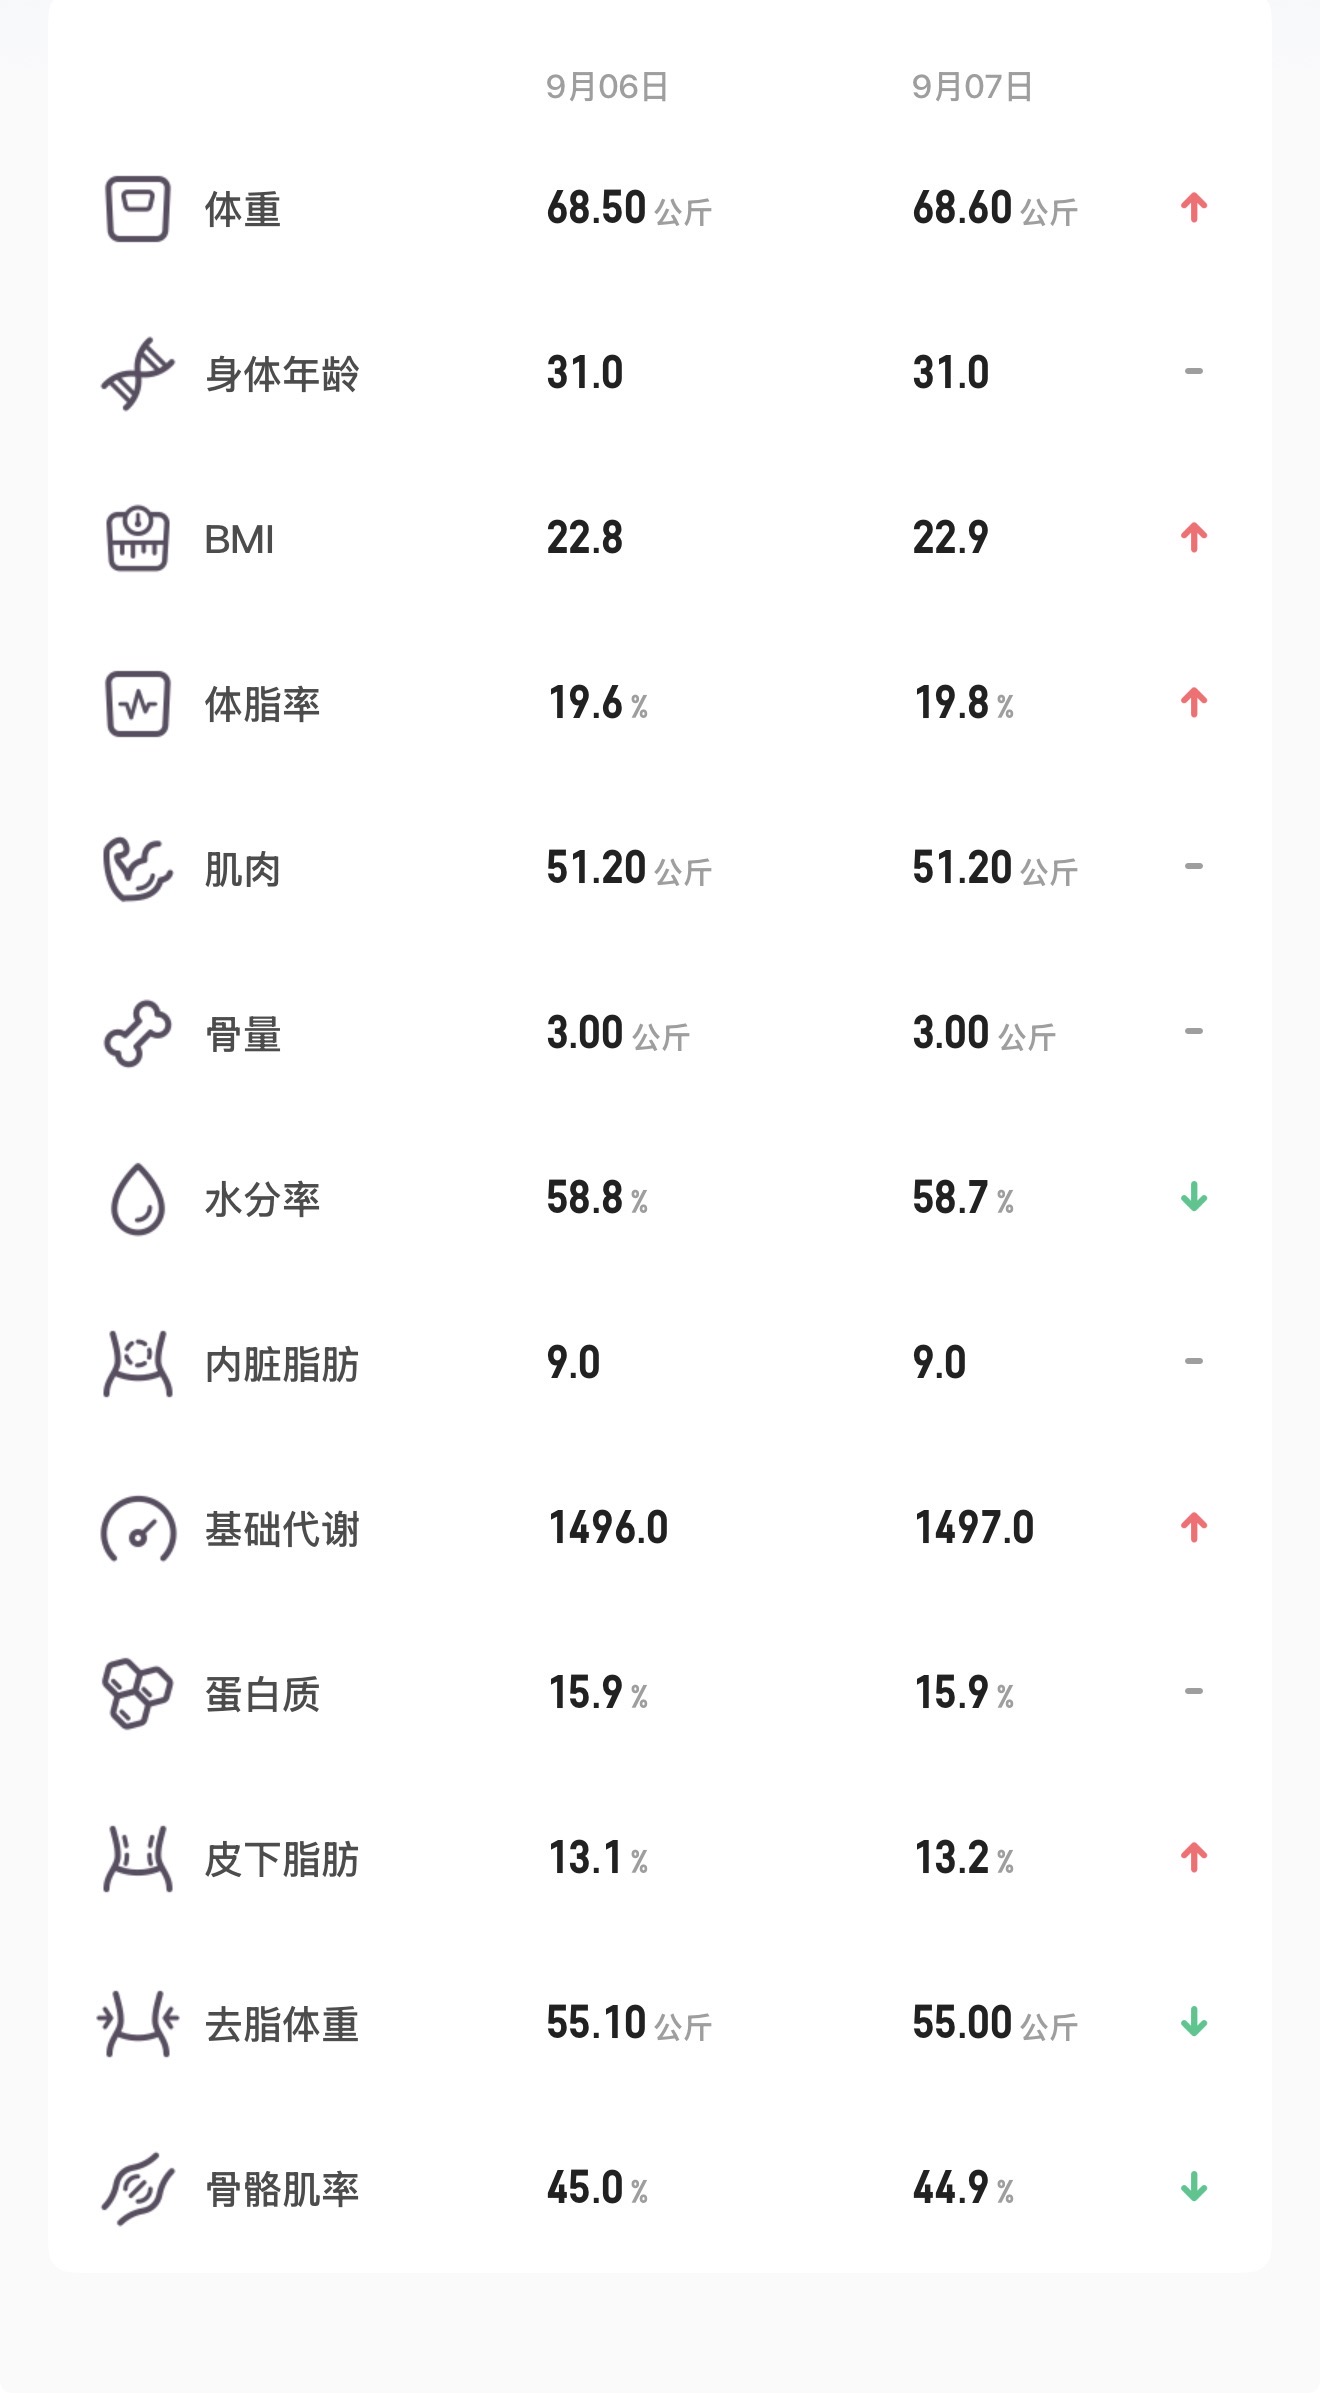 9月06日 9月07日
体重 68.50 公斤 68.60 公斤
身体年龄 31.0 31.0 -
BMI 22.8 22.9
体脂率 19.6 % 19.8 %
肌肉 51.20 公斤 51.20 公斤 -
骨量 3.00 公斤 3.00 公斤 -
水分率 58.8 % 58.7 %
内脏脂肪 9.0 9.0 -
基础代谢 1496.0 1497.0
蛋白质 15.9 % 15.9 % -
皮下脂肪 13.1 % 13.2 %
去脂体重 55.10 公斤 55.00 公斤
骨骼肌率 45.0 % 44.9 %